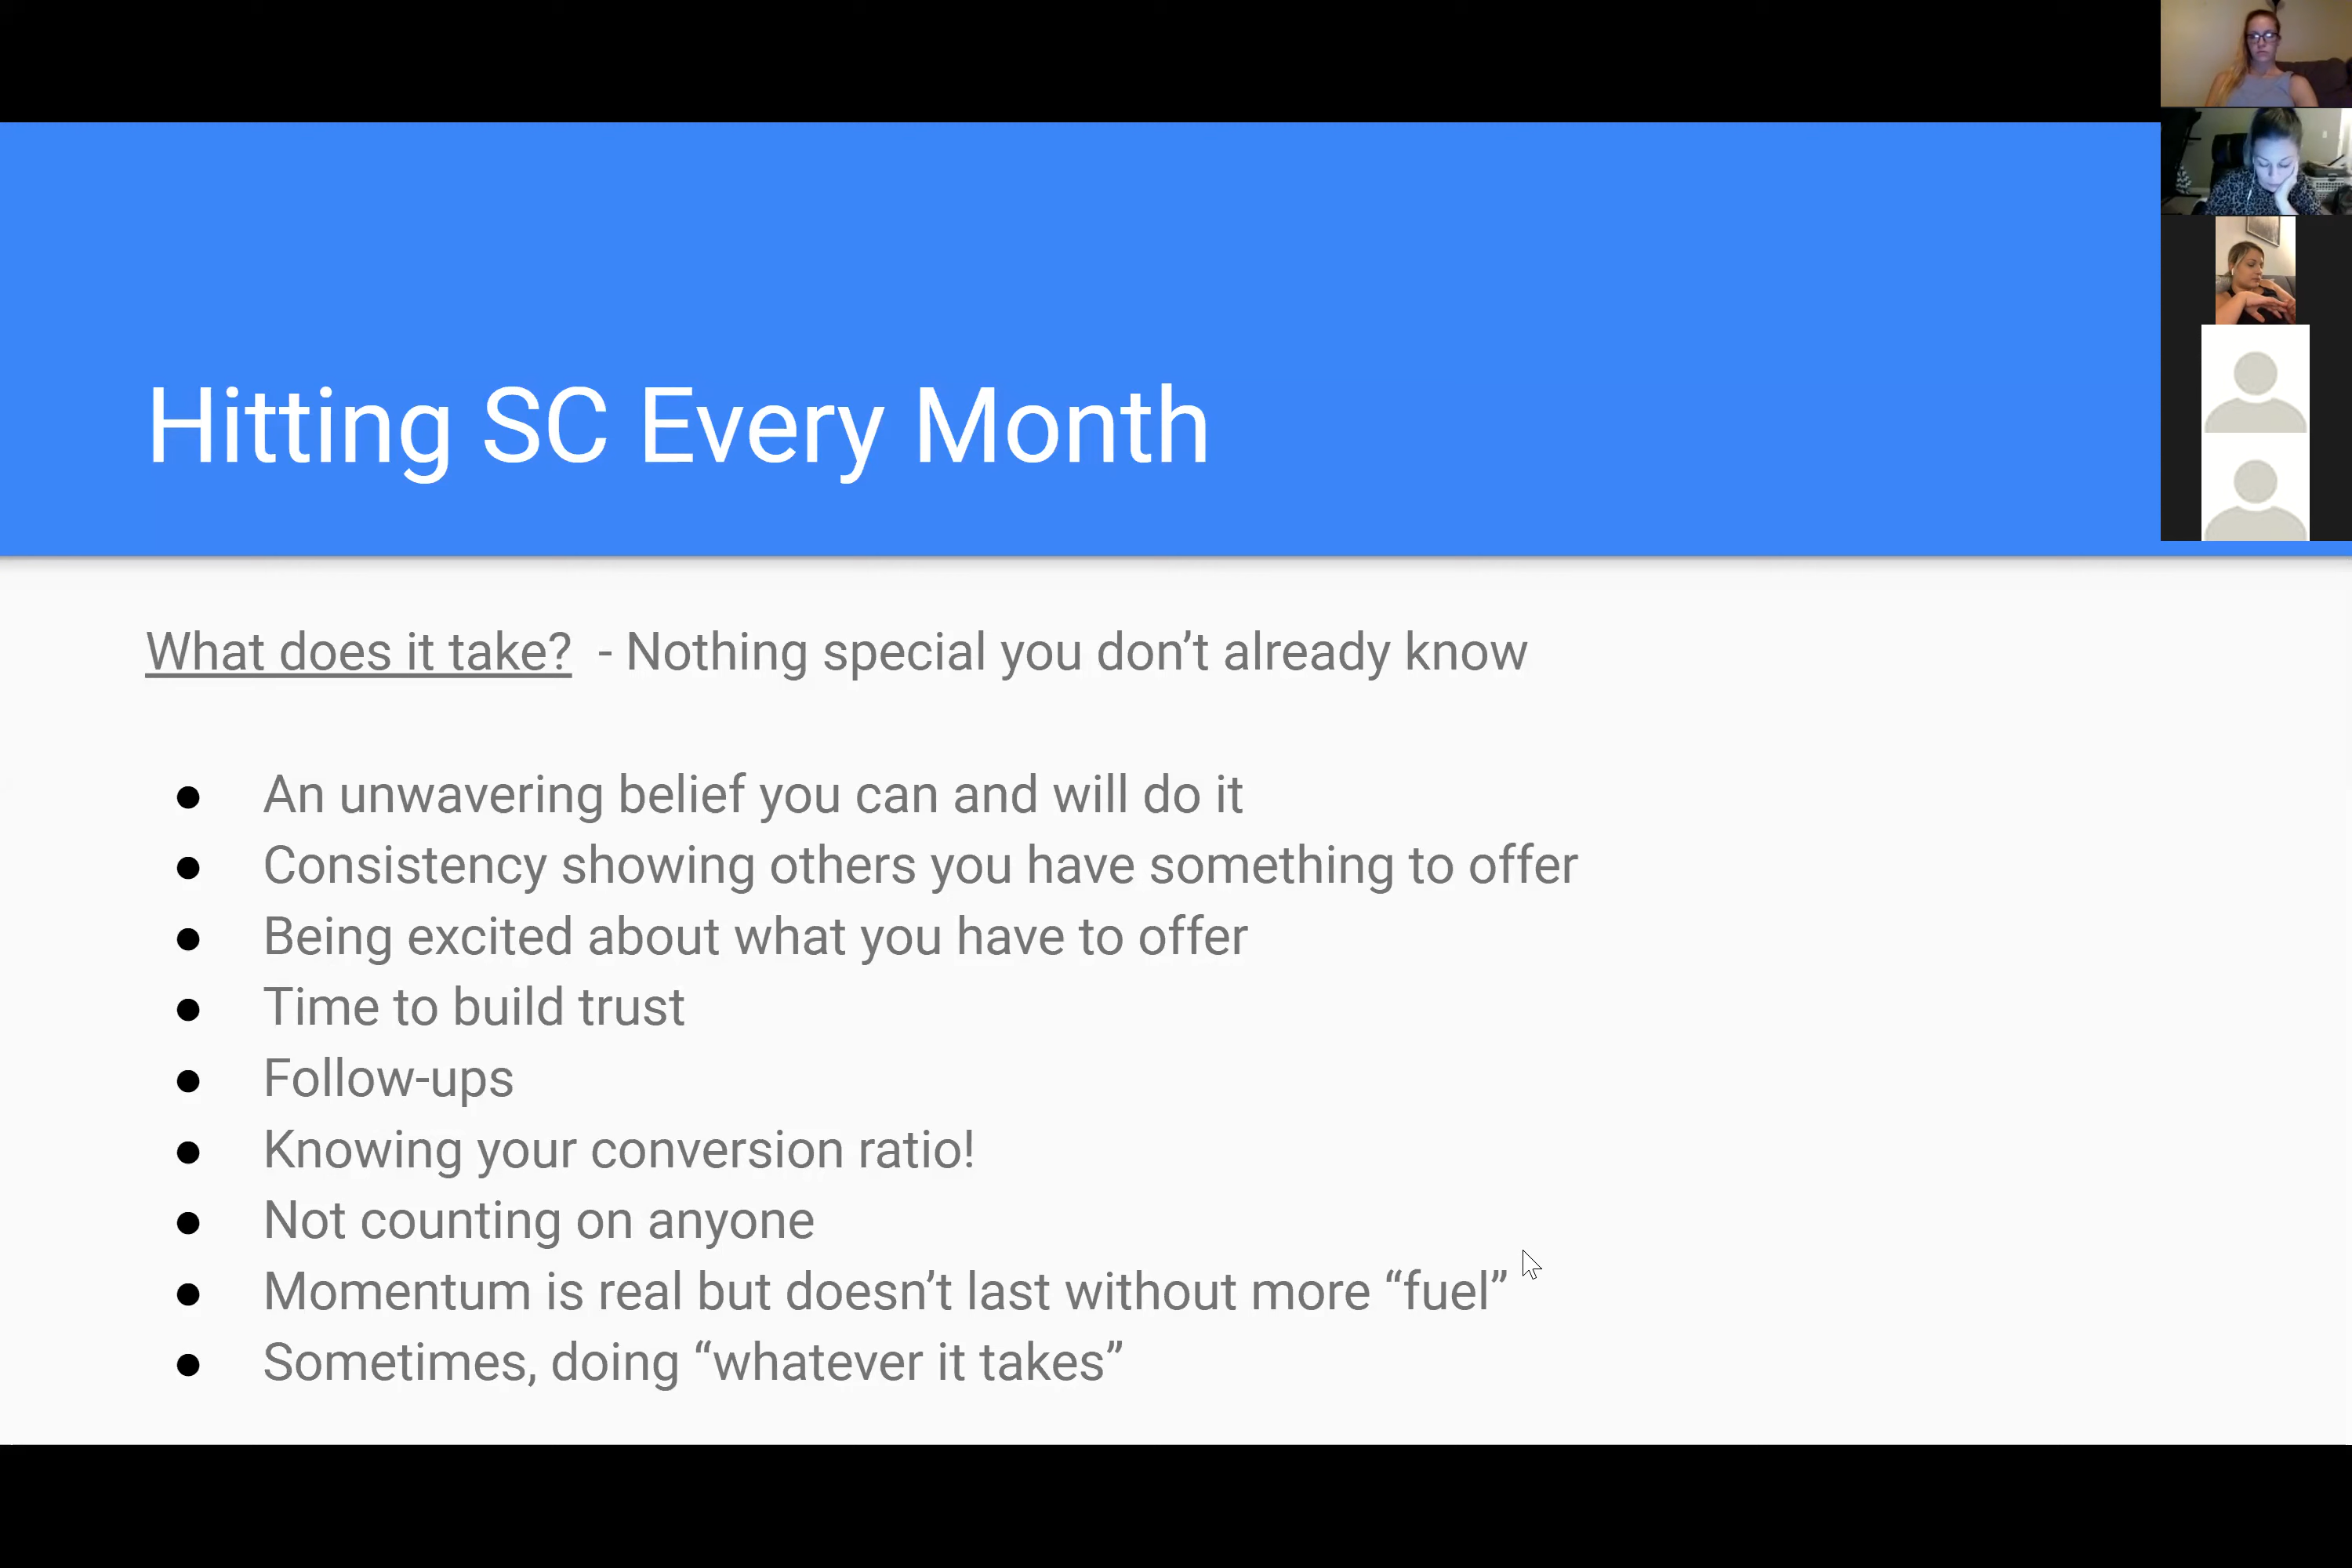 Hitting SC Every Month
What does it take? - Nothing special you don’t already know
● An unwavering belief you can and will do it
● Consistency showing others you have something to offer
● Being excited about what you have to offer
● Time to build trust
● Follow-ups
● Knowing your conversion ratio!
● Not counting on anyone
● Momentum is real but doesn’t last without more “fuel”
● Sometimes, doing “whatever it takes”